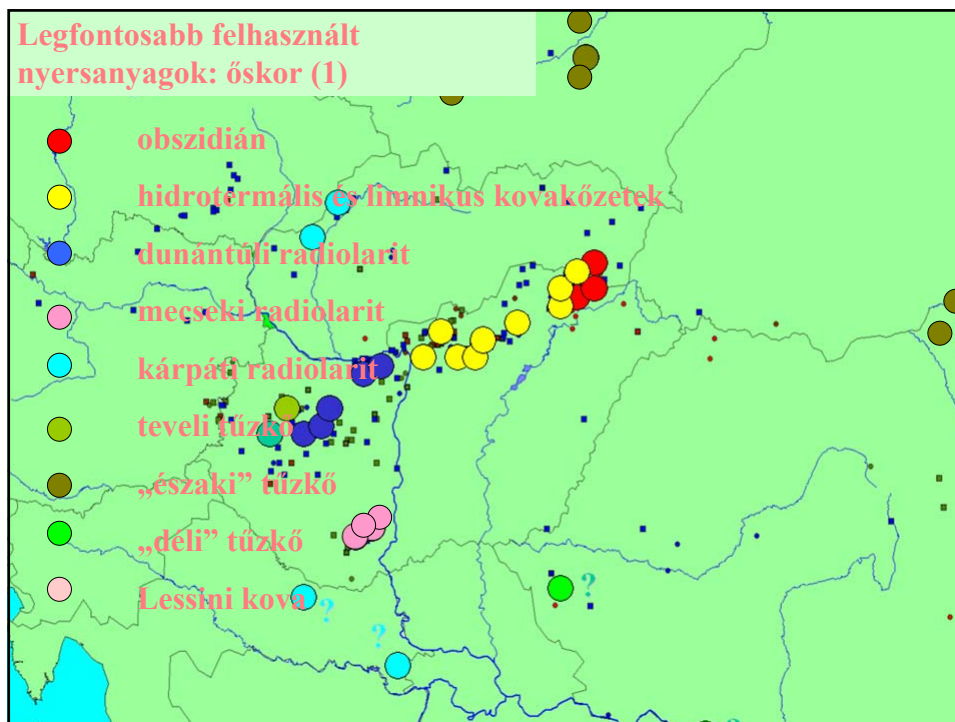 Legfontosabb felhasznált
nyersanyagok: őskor (1)
obszidián
hidrotermális és limnikus kovakőzetek
dunántúli radiolarit
mecseki radiolarit
kárpáti radiolarit
teveli tűzkő
„északi” tűzkő
„déli” tűzkő
Lessini kova
?
?
?
?